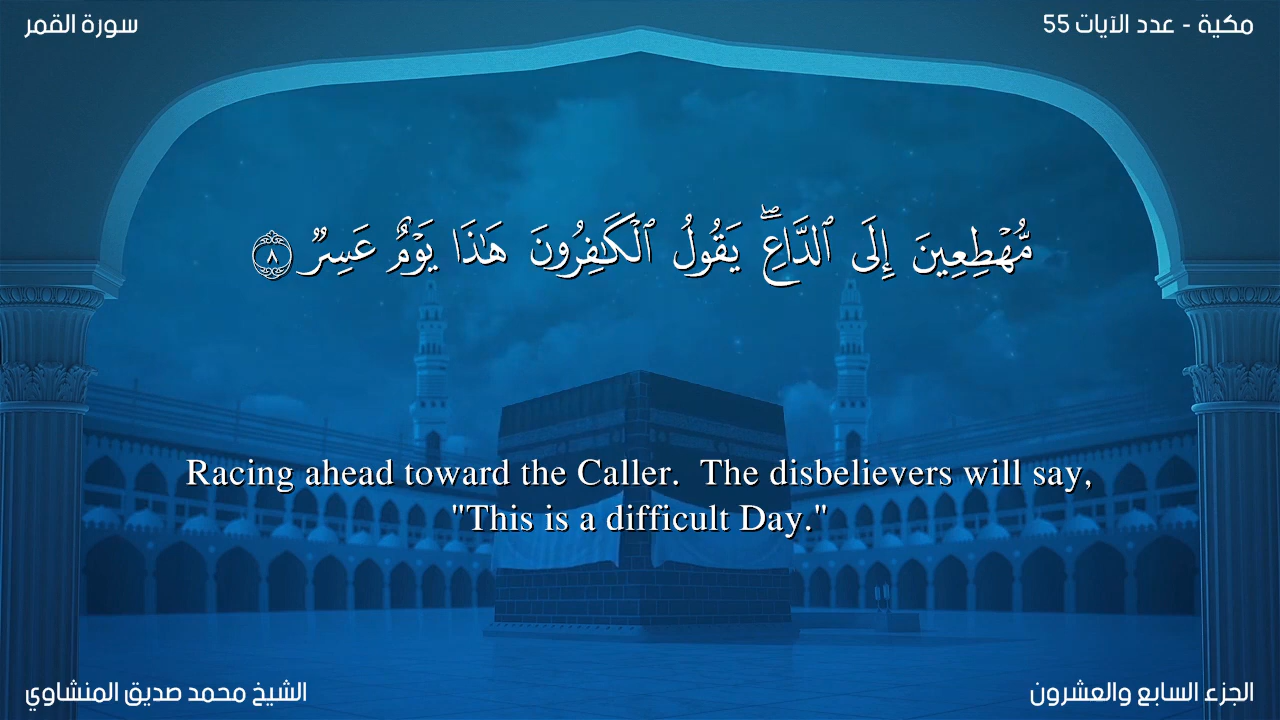 سورة القمر
مكية - عدد الآيات 55
مُّهْطِعِينَ إِلَى ٱلدَّاعِ ۖ يَقُولُ ٱلْكَٰفِرُونَ هَٰذَا يَوْمٌ عَسِرٌ ٨
Racing ahead toward the Caller.  The disbelievers will say,
"This is a difficult Day."
الشيخ محمد صديق المنشاوي
الجزء السابع والعشرون